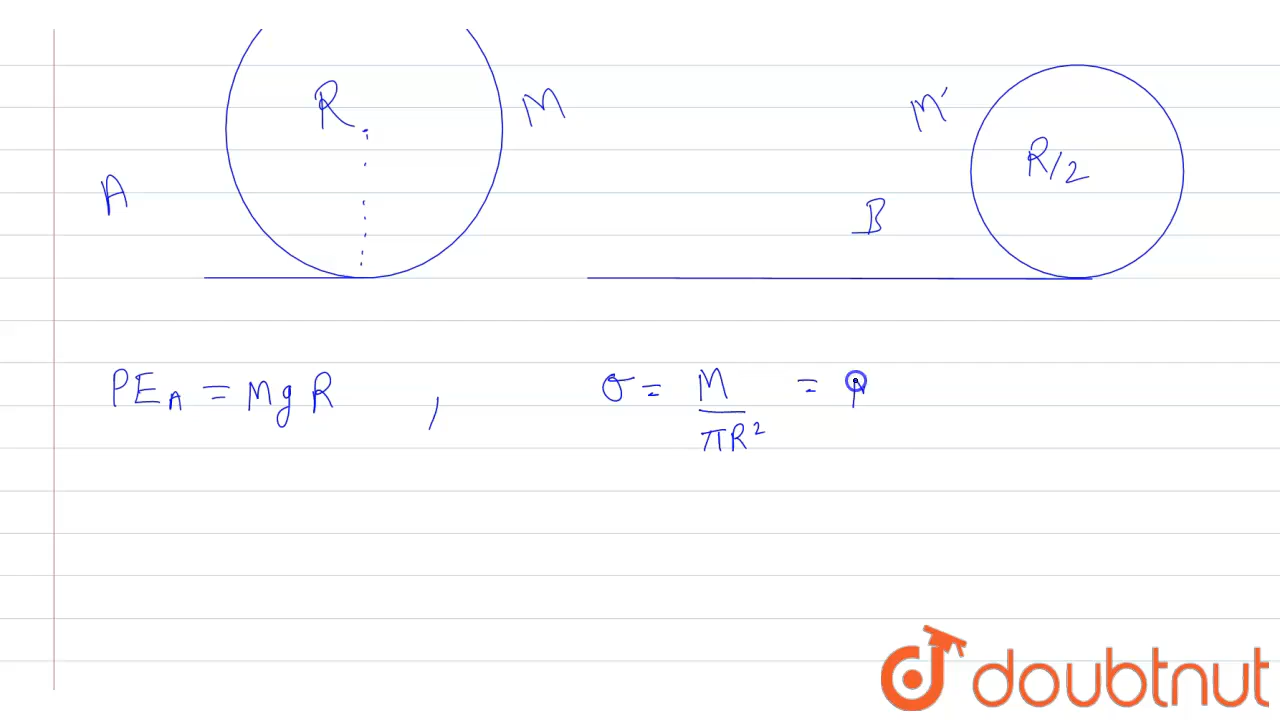 R M
M'
R/2
A
B
PE_A = MgR , σ = M/πR² =
doubtnut